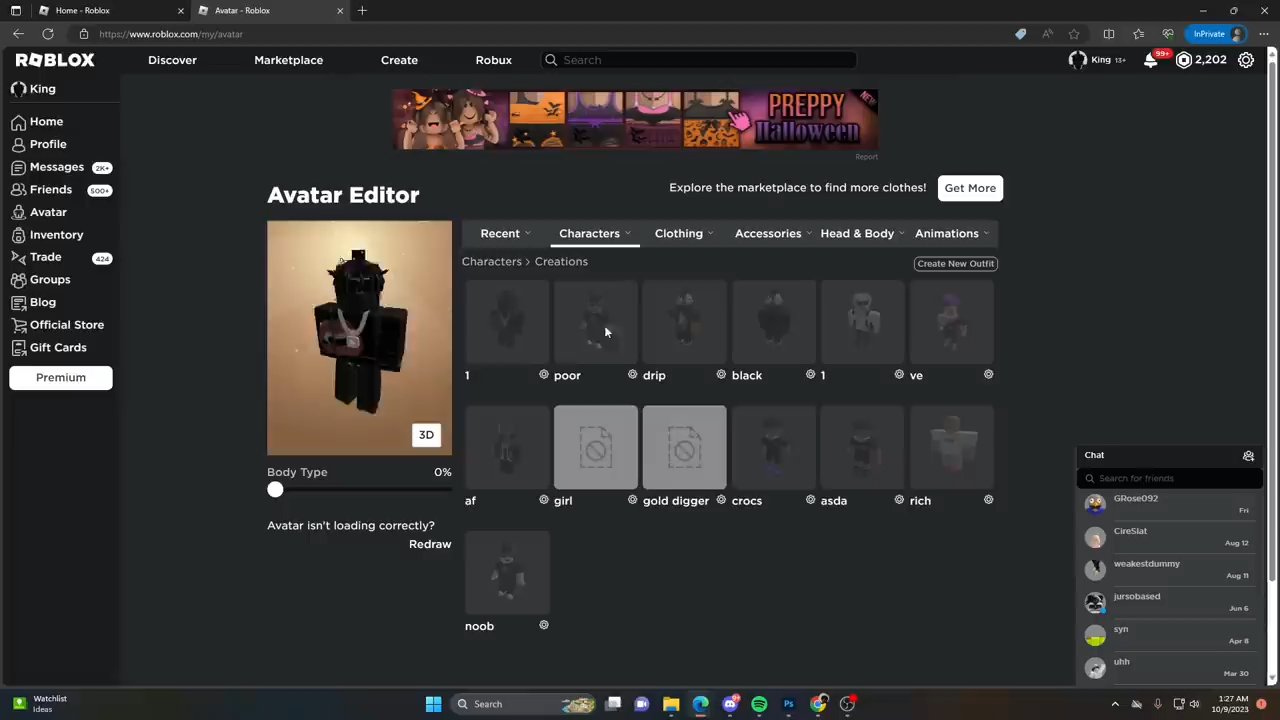 Home - Roblox
Avatar - Roblox
https://www.roblox.com/my/avatar
InPrivate
ROBLOX
Discover
Marketplace
Create
Robux
Search
King 13+
99+
2,202
King
Home
Profile
Messages 2K+
Friends 500+
Avatar
Inventory
Trade 424
Groups
Blog
Official Store
Gift Cards
Premium
PREPPY
Halloween
NEW
Report
Avatar Editor
Explore the marketplace to find more clothes!
Get More
3D
Body Type 0%
Avatar isn't loading correctly?
Redraw
Recent
Characters
Clothing
Accessories
Head & Body
Animations
Characters > Creations
Create New Outfit
1
poor
drip
black
1
ve
af
girl
gold digger
crocs
asda
rich
noob
Chat
Search for friends
GRose092
Fri
CireSlat
Aug 12
weakestdummy
Aug 11
jursobased
Jun 6
syn
Apr 8
uhh
Mar 30
Watchlist
Ideas
Search
1:27 AM
10/9/2023